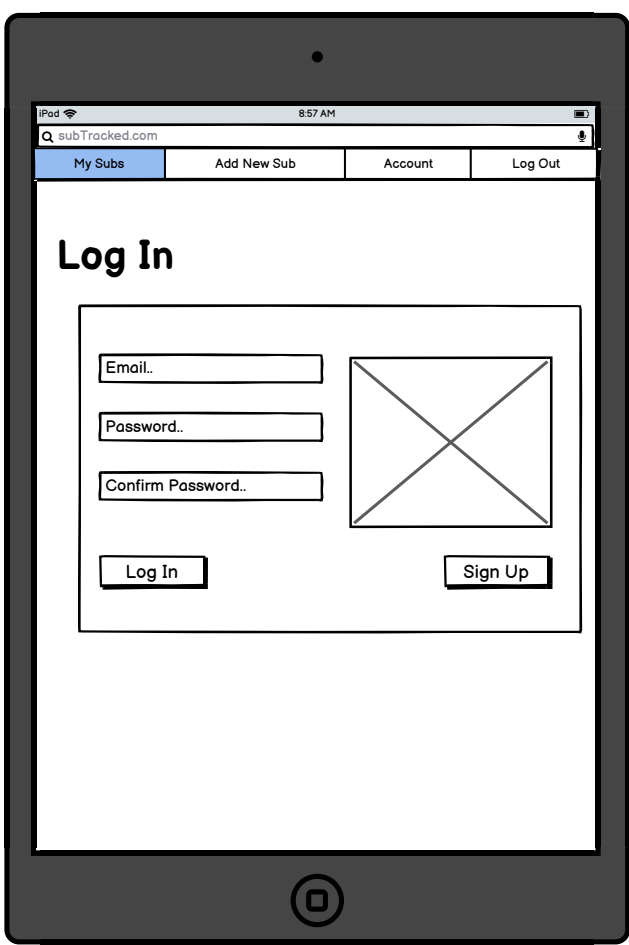 iPad 8:57 AM
subTracked.com
My Subs Add New Sub Account Log Out
Log In
Email..
Password..
Confirm Password..
Log In Sign Up